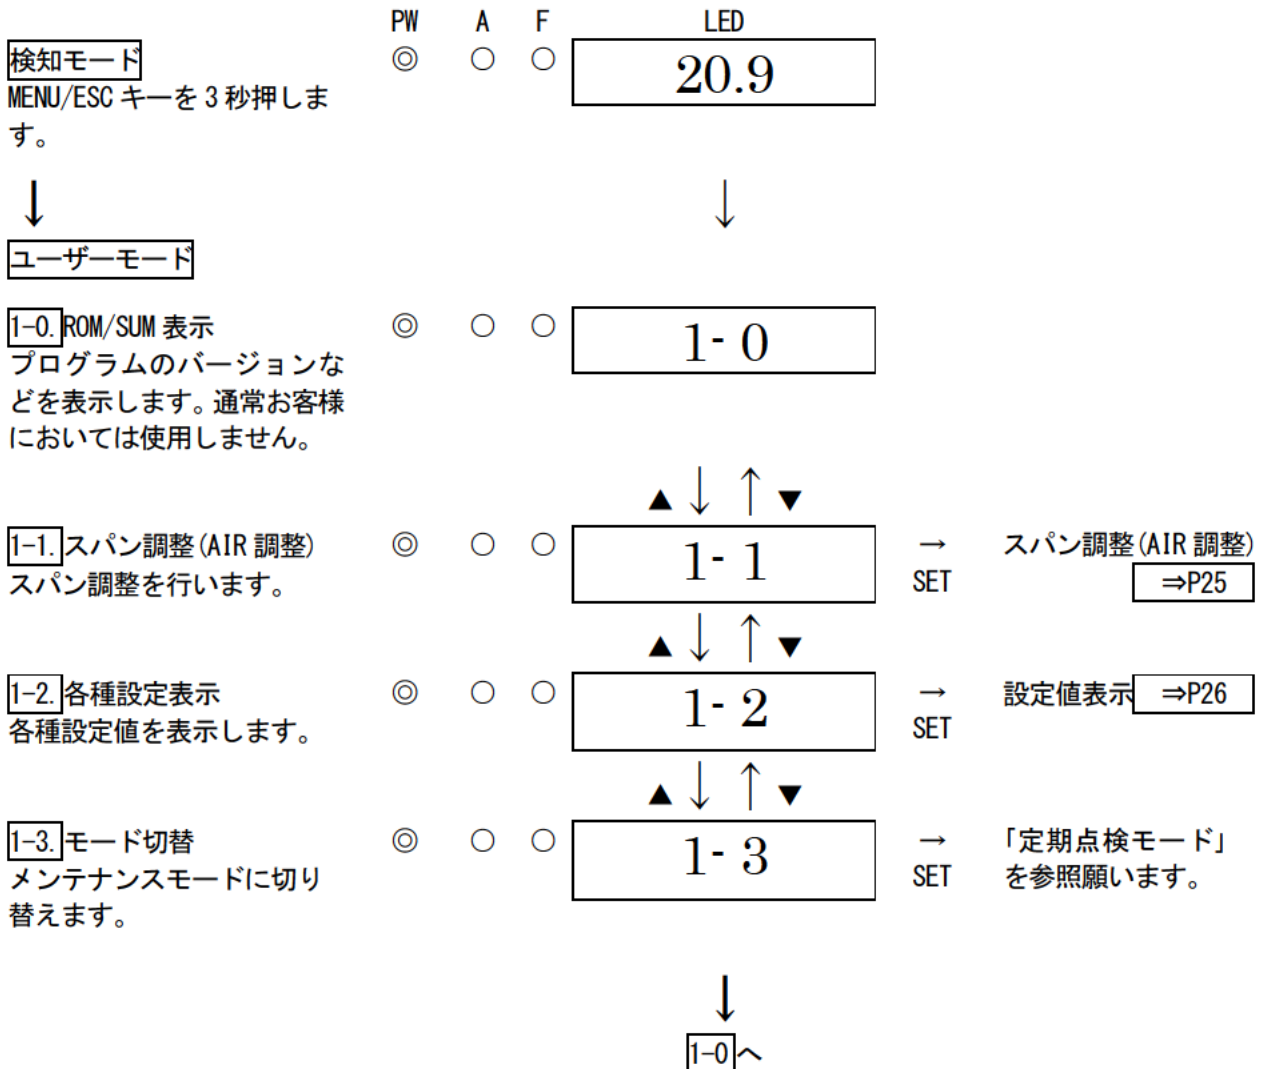 PW A F LED
検知モード ◎ ○ ○ 20.9
MENU/ESC キーを 3 秒押しま
す。
↓ ↓
ユーザーモード
1-0. ROM/SUM 表示 ◎ ○ ○ 1- 0
プログラムのバージョンな
どを表示します。通常お客様
においては使用しません。
▲ ↓ ↑ ▼
1-1. スパン調整(AIR 調整) ◎ ○ ○ 1- 1 → スパン調整(AIR 調整)
スパン調整を行います。 SET ⇒P25
▲ ↓ ↑ ▼
1-2. 各種設定表示 ◎ ○ ○ 1- 2 → 設定値表示 ⇒P26
各種設定値を表示します。 SET
▲ ↓ ↑ ▼
1-3. モード切替 ◎ ○ ○ 1- 3 → 「定期点検モード」
メンテナンスモードに切り SET を参照願います。
替えます。
↓
1-0 へ